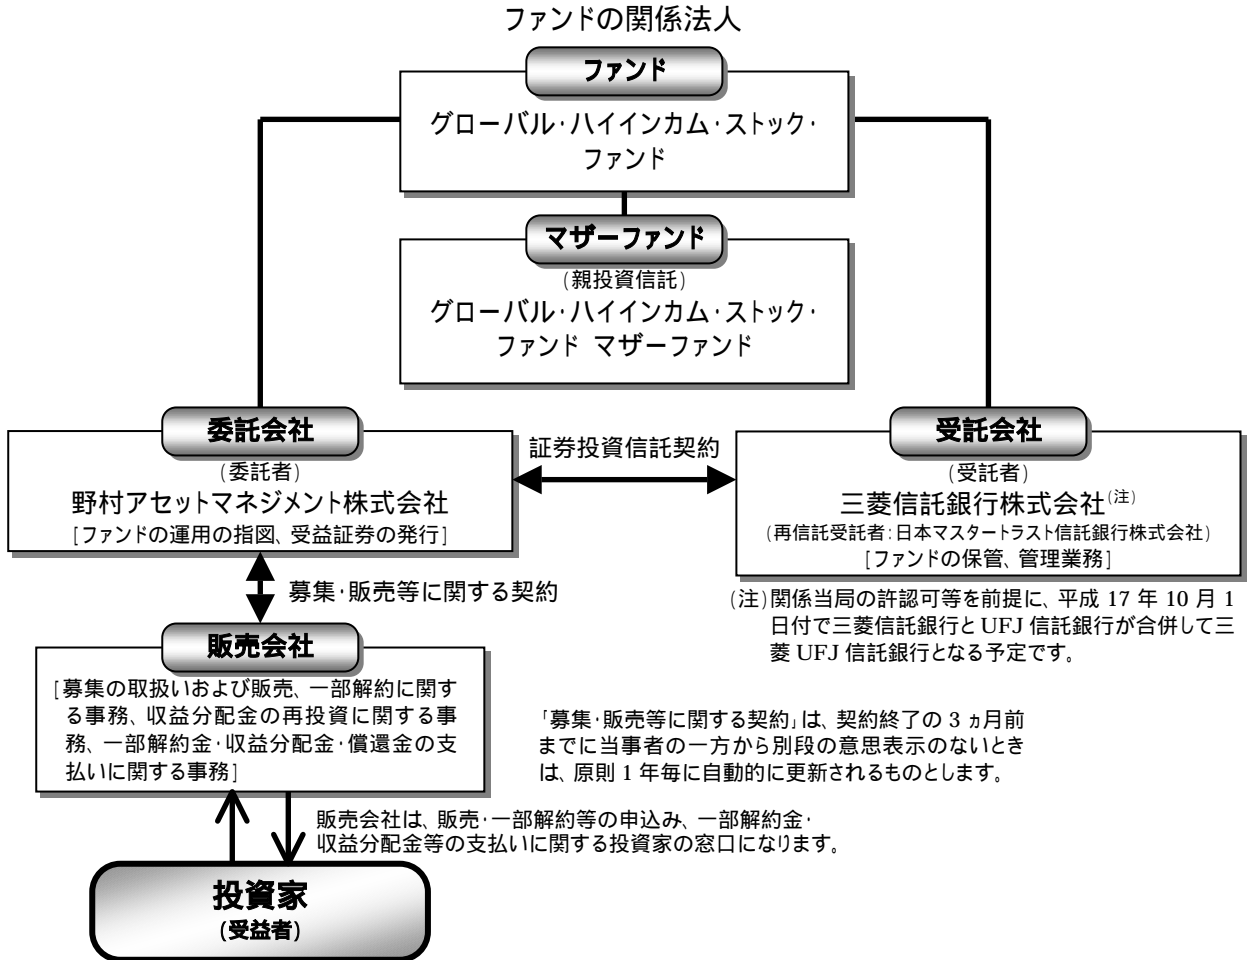 ファンドの関係法人
ファンド
グローバル・ハイインカム・ストック・
ファンド
マザーファンド
(親投資信託)
グローバル・ハイインカム・ストック・
ファンド マザーファンド
委託会社
(委託者)
野村アセットマネジメント株式会社
[ファンドの運用の指図、受益証券の発行]
証券投資信託契約
受託会社
(受託者)
三菱信託銀行株式会社(注)
(再信託受託者:日本マスタートラスト信託銀行株式会社)
[ファンドの保管、管理業務]
(注)関係当局の許認可等を前提に、平成 17 年 10 月 1
日付で三菱信託銀行と UFJ 信託銀行が合併して三
菱 UFJ 信託銀行となる予定です。
募集・販売等に関する契約
販売会社
[募集の取扱いおよび販売、一部解約に関す
る事務、収益分配金の再投資に関する事
務、一部解約金・収益分配金・償還金の支
払いに関する事務]
「募集・販売等に関する契約」は、契約終了の 3 ヵ月前
までに当事者の一方から別段の意思表示のないとき
は、原則 1 年毎に自動的に更新されるものとします。
販売会社は、販売・一部解約等の申込み、一部解約金・
収益分配金等の支払いに関する投資家の窓口になります。
投資家
(受益者)